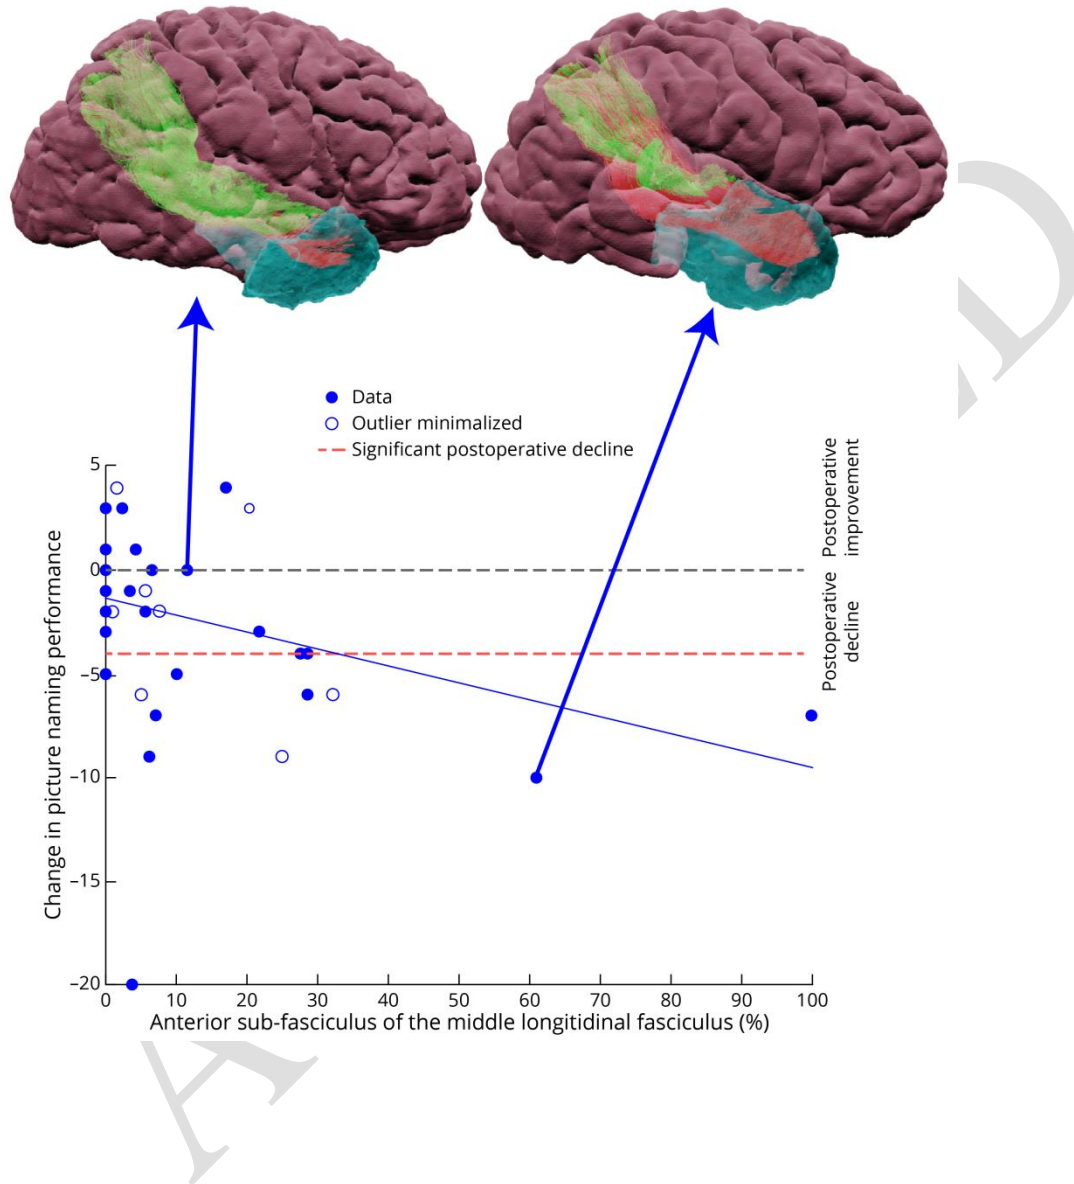 Data
Outlier minimalized
Significant postoperative decline
5
0
−5
−10
−15
−20
Change in picture naming performance
Postoperative
improvement
Postoperative
decline
0 10 20 30 40 50 60 70 80 90 100
Anterior sub-fasciculus of the middle longitidinal fasciculus (%)
A
D